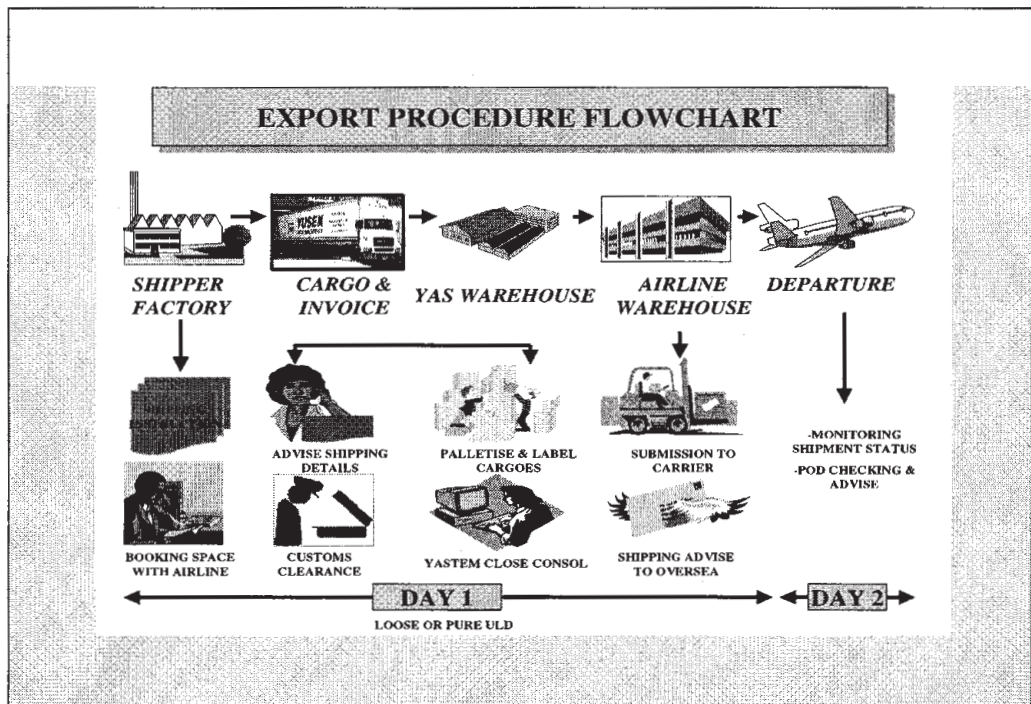 EXPORT PROCEDURE FLOWCHART
YUSEN
SHIPPER
FACTORY
CARGO &
INVOICE
YAS WAREHOUSE
AIRLINE
WAREHOUSE
DEPARTURE
ADVISE SHIPPING
DETAILS
PALLETISE & LABEL
CARGOES
SUBMISSION TO
CARRIER
-MONITORING
SHIPMENT STATUS
-POD CHECKING &
ADVISE
BOOKING SPACE
WITH AIRLINE
CUSTOMS
CLEARANCE
YASTEM CLOSE CONSOL
SHIPPING ADVISE
TO OVERSEA
DAY 1
DAY 2
LOOSE OR PURE ULD